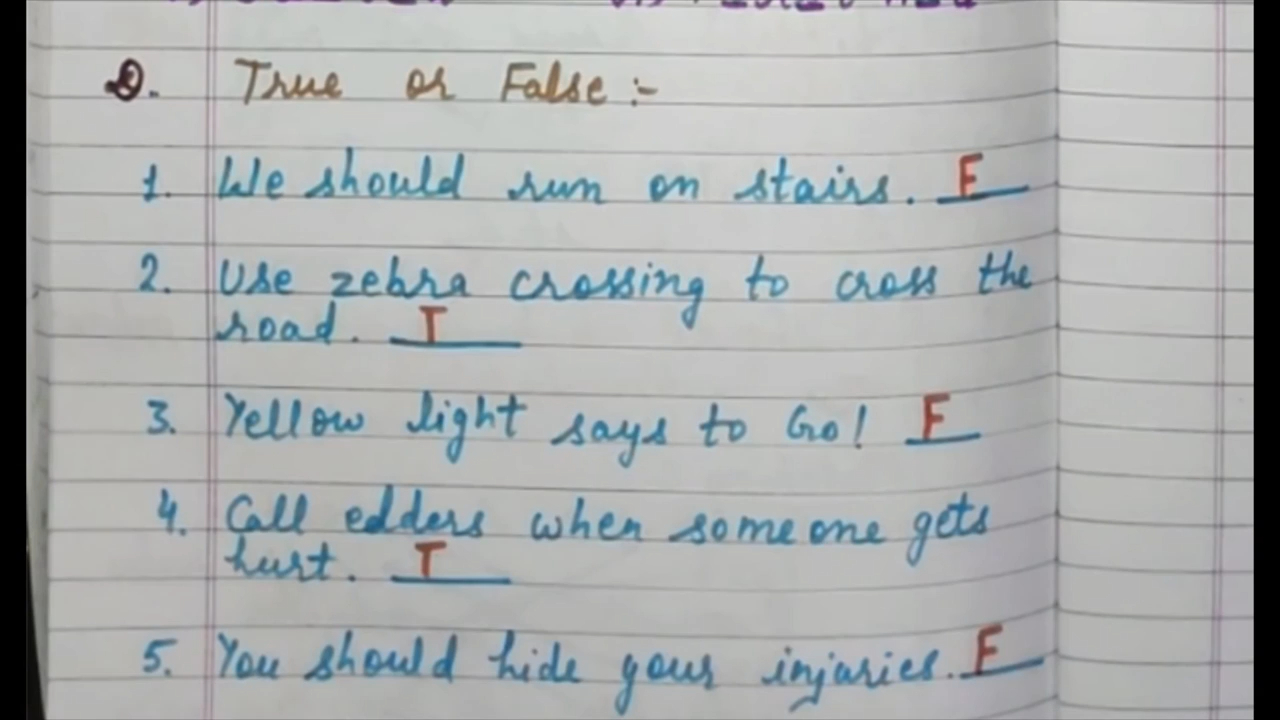 D. True or False :-
1. We should run on stairs. F
2. Use zebra crossing to cross the
road. T
3. Yellow light says to Go! F
4. Call edders when someone gets
hurt. T
5. You should hide your injuries. F